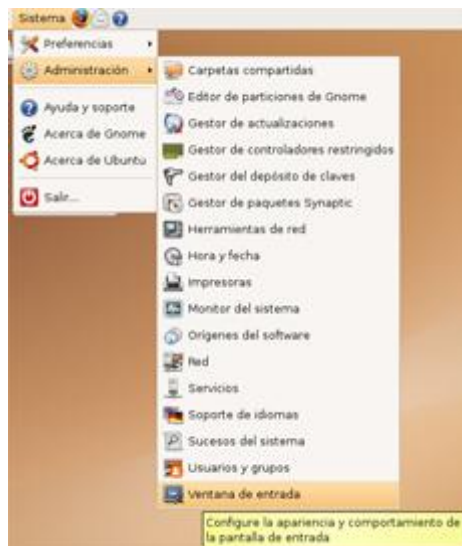 Sistema
Preferencias
Administración
Ayuda y soporte
Acerca de Gnome
Acerca de Ubuntu
Salir...
Carpetas compartidas
Editor de particiones de Gnome
Gestor de actualizaciones
Gestor de controladores restringidos
Gestor del depósito de claves
Gestor de paquetes Synaptic
Herramientas de red
Hora y fecha
Impresoras
Monitor del sistema
Orígenes del software
Red
Servicios
Soporte de idiomas
Sucesos del sistema
Usuarios y grupos
Ventana de entrada
Configure la apariencia y comportamiento de
la pantalla de entrada